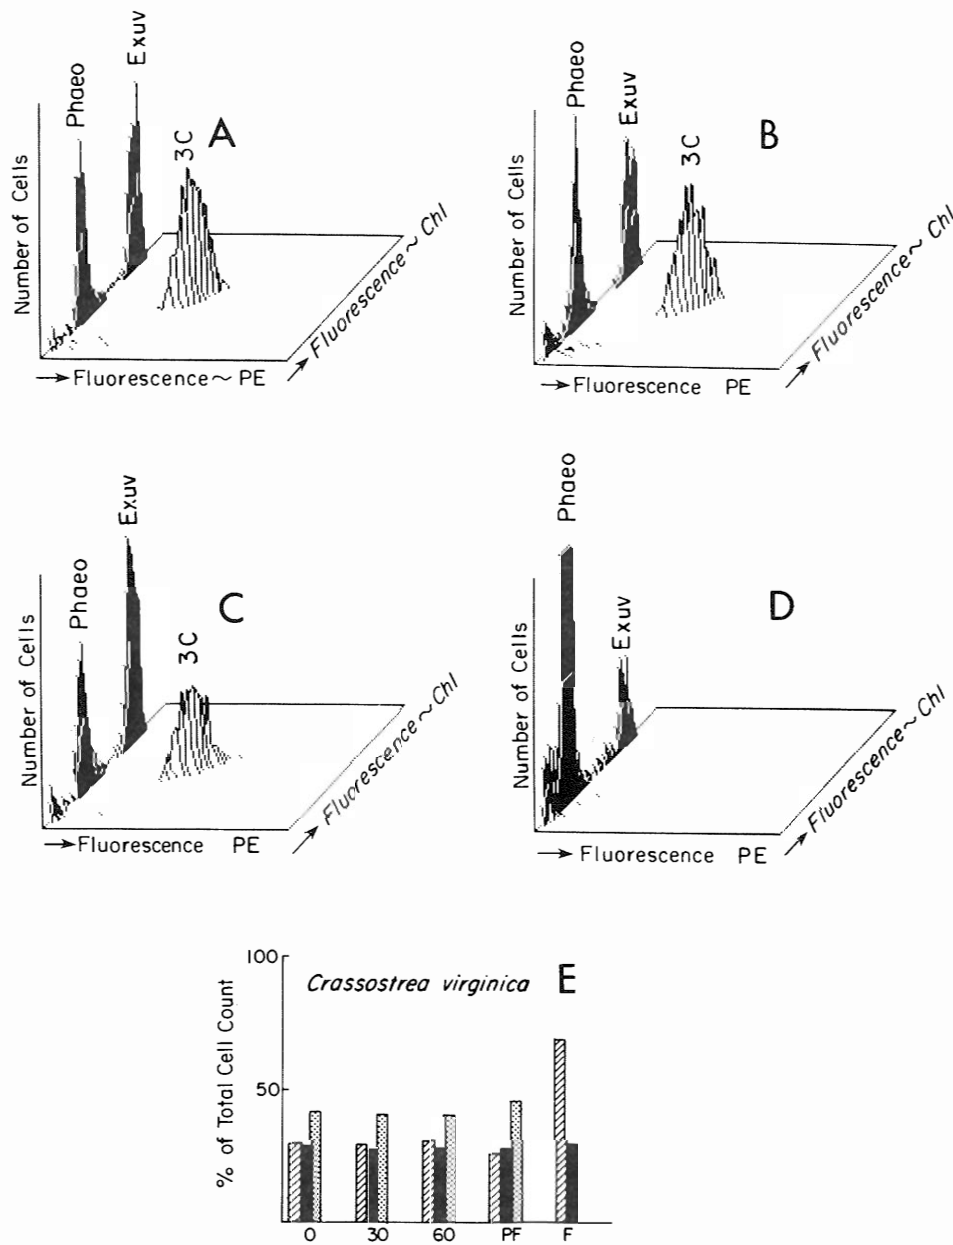 A
Phaeo
Exuv
3C
Number of Cells
→Fluorescence~ PE
→ Fluorescence~ Chl
B
Phaeo
Exuv
3C
Number of Cells
→ Fluorescence PE
→ Fluorescence~ Chl
C
Phaeo
Exuv
3C
Number of Cells
→Fluorescence PE
→ Fluorescence~ Chl
D
Phaeo
Exuv
Number of Cells
→ Fluorescence PE
→ Fluorescence~ Chl
Crassostrea virginica E
% of Total Cell Count
100
50
0 30 60 PF F